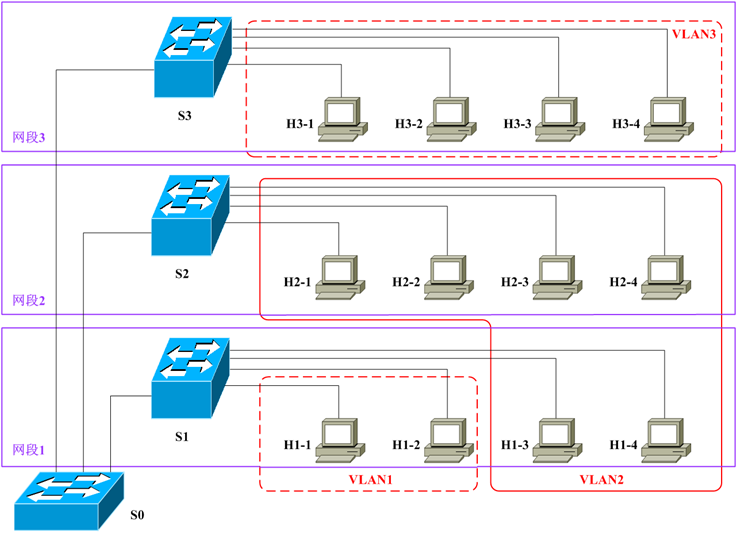 VLAN3
S3
H3-1 H3-2 H3-3 H3-4
网段3
S2
H2-1 H2-2 H2-3 H2-4
网段2
S1
H1-1 H1-2 H1-3 H1-4
网段1
VLAN1 VLAN2
S0